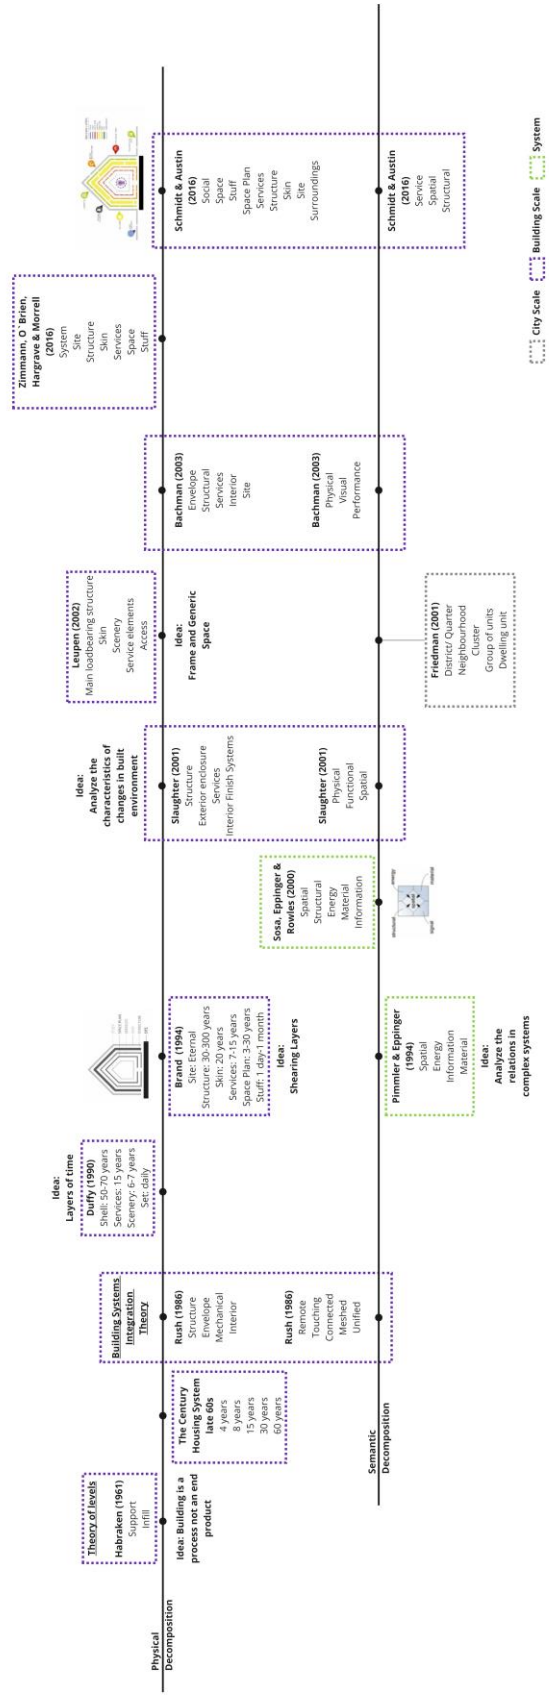 Physical
Decomposition
Theory of levels
Habraken (1961)
Support
Infill
Idea: Building is a
process not an end
product
The Century
Housing System
late 60s
4 years
8 years
15 years
30 years
60 years
Building Systems
Integration
Theory
Rush (1986)
Structure
Envelope
Mechanical
Interior
Rush (1986)
Remote
Touching
Connected
Meshed
Unified
Idea:
Layers of time
Duffy (1990)
Shell: 50-70 years
Services: 15 years
Scenery: 6-7 years
Set: daily
Brand (1994)
Site: Eternal
Structure: 30-300 years
Skin: 20 years
Services: 7-15 years
Space Plan: 3-30 years
Stuff: 1 day-1 month
Idea:
Shearing Layers
Semantic
Decomposition
Pimmler & Eppinger
(1994)
Spatial
Energy
Information
Material
Idea:
Analyze the
relations in
complex systems
Sosa, Eppinger &
Rowles (2000)
Spatial
Structural
Energy
Material
Information
structural
energy
signal
material
Idea:
Analyze the
characteristics of
changes in built
environment
Slaughter (2001)
Structure
Exterior enclosure
Services
Interior Finish Systems
Slaughter (2001)
Physical
Functional
Spatial
Leupen (2002)
Main loadbearing structure
Skin
Scenery
Service elements
Access
Idea:
Frame and Generic
Space
Friedman (2001)
District/ Quarter
Neighbourhood
Cluster
Group of units
Dwelling unit
Bachman (2003)
Envelope
Structural
Services
Interior
Site
Bachman (2003)
Physical
Visual
Performance
Zimmann, O`Brien,
Hargrave & Morrell
(2016)
System
Site
Structure
Skin
Services
Space
Stuff
Schmidt & Austin
(2016)
Social
Space
Stuff
Space Plan
Services
Structure
Skin
Site
Surroundings
Schmidt & Austin
(2016)
Service
Spatial
Structural
City Scale
Building Scale
System